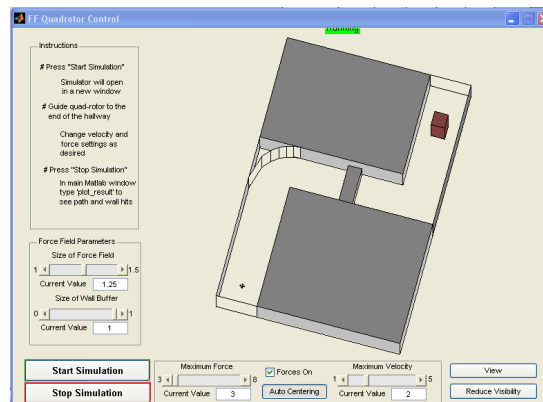 FF Quadrotor Control
Running
Instructions
# Press "Start Simulation"
Simulator will open
in a new window
# Guide quad-rotor to the
end of the hallway
Change velocity and
force settings as
desired
# Press "Stop Simulation"
In main Matlab window
type 'plot_result' to
see path and wall hits
Force Field Parameters
Size of Force Field
1 1.5
Current Value 1.25
Size of Wall Buffer
0 1
Current Value 1
Start Simulation
Stop Simulation
Maximum Force
3 8
Current Value 3
Forces On
Auto Centering
Maximum Velocity
1 5
Current Value 2
View
Reduce Visibility